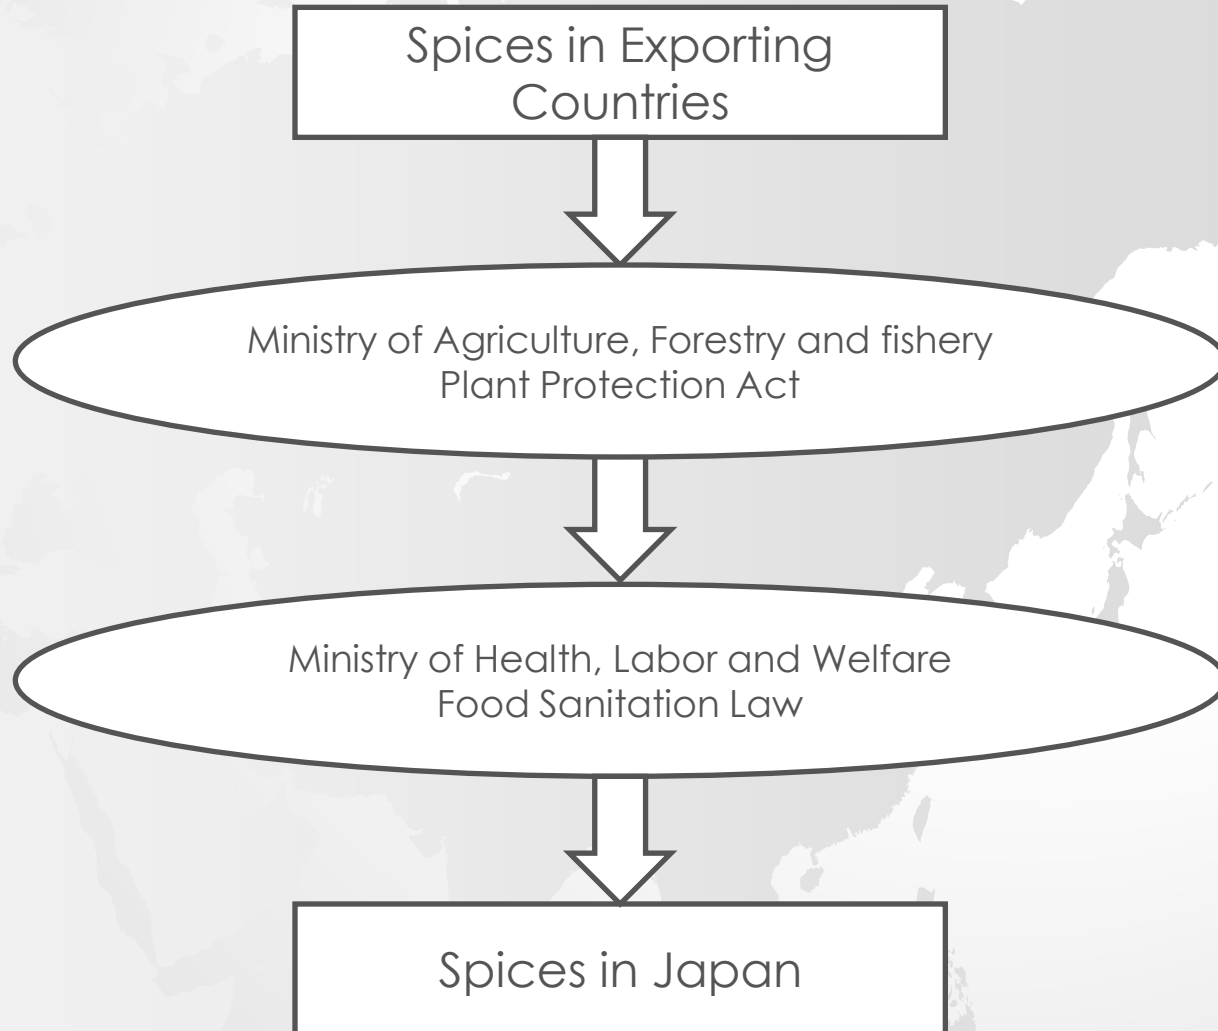 Spices in Exporting
Countries
Ministry of Agriculture, Forestry and fishery
Plant Protection Act
Ministry of Health, Labor and Welfare
Food Sanitation Law
Spices in Japan